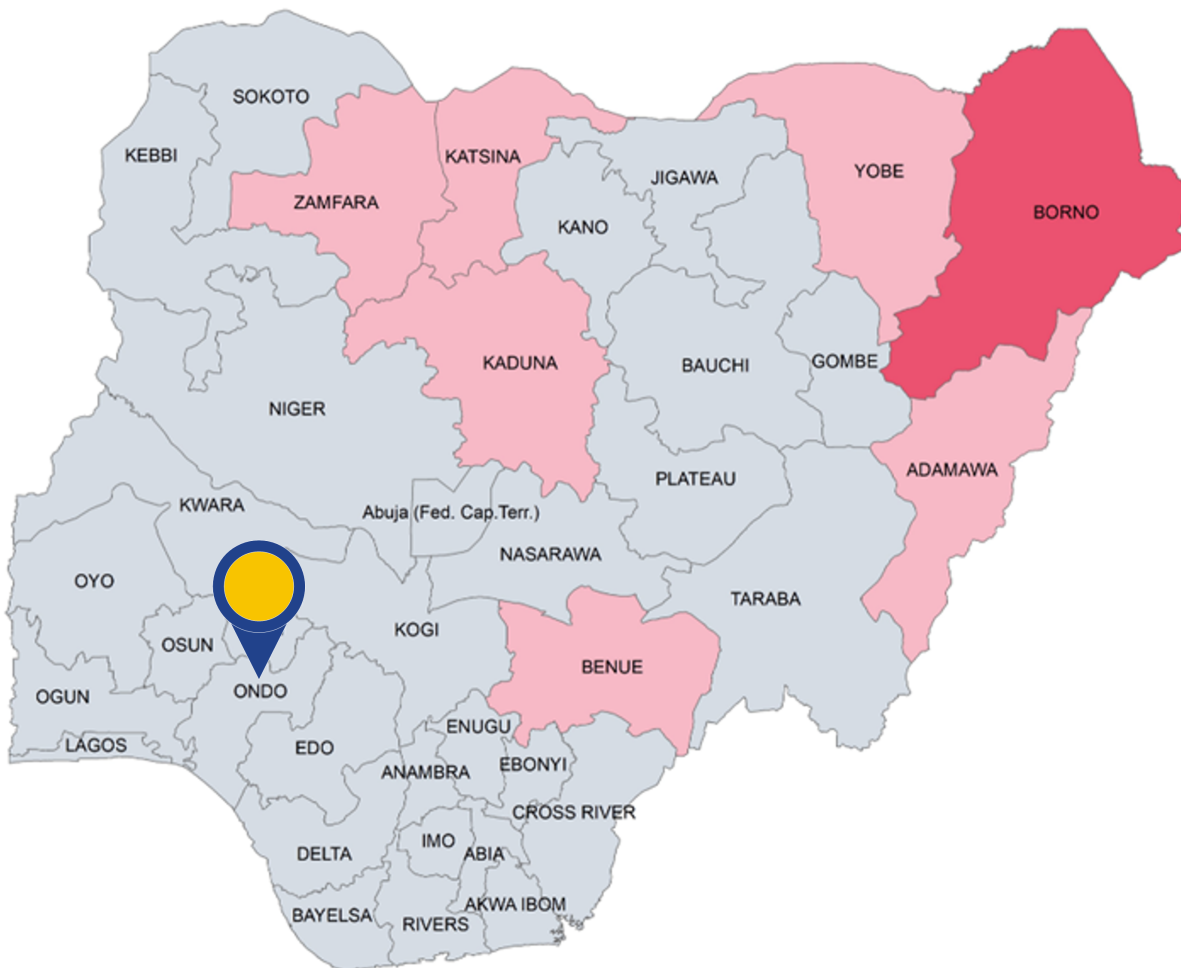 SOKOTO
KEBBI
KATSINA
ZAMFARA
JIGAWA
YOBE
BORNO
KANO
KADUNA
BAUCHI
GOMBE
NIGER
ADAMAWA
PLATEAU
KWARA
Abuja (Fed. Cap.Terr.)
NASARAWA
OYO
TARABA
KOGI
OSUN
BENUE
OGUN
ONDO
ENUGU
LAGOS
EDO
EBONYI
ANAMBRA
CROSS RIVER
IMO
ABIA
DELTA
AKWA IBOM
BAYELSA
RIVERS